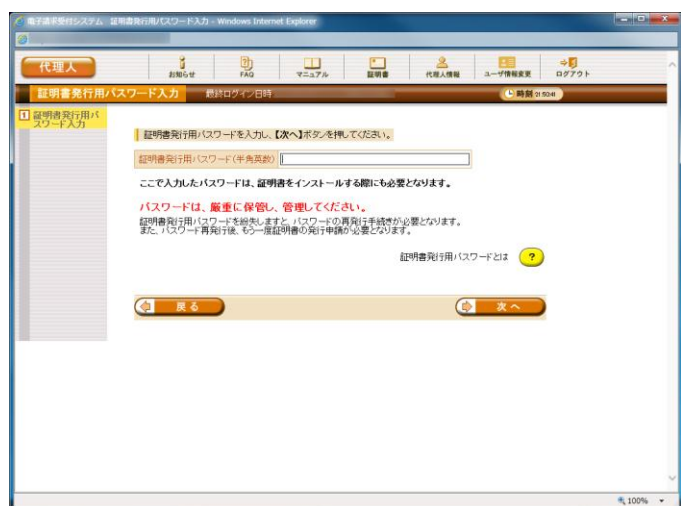 電子請求受付システム 証明書発行用パスワード入力 - Windows Internet Explorer
代理人
お知らせ
FAQ
マニュアル
証明書
代理人情報
ユーザ情報変更
ログアウト
証明書発行用パスワード入力
最終ログイン日時
時刻
1 証明書発行用パ
スワード入力
証明書発行用パスワードを入力し、【次へ】ボタンを押してください。
証明書発行用パスワード(半角英数)
ここで入力したパスワードは、証明書をインストールする際にも必要となります。
パスワードは、厳重に保管し、管理してください。
証明書発行用パスワードを紛失しますと、パスワードの再発行手続きが必要となります。
また、パスワード再発行後、もう一度証明書の発行申請が必要となります。
証明書発行用パスワードとは ?
戻る
次へ
100%